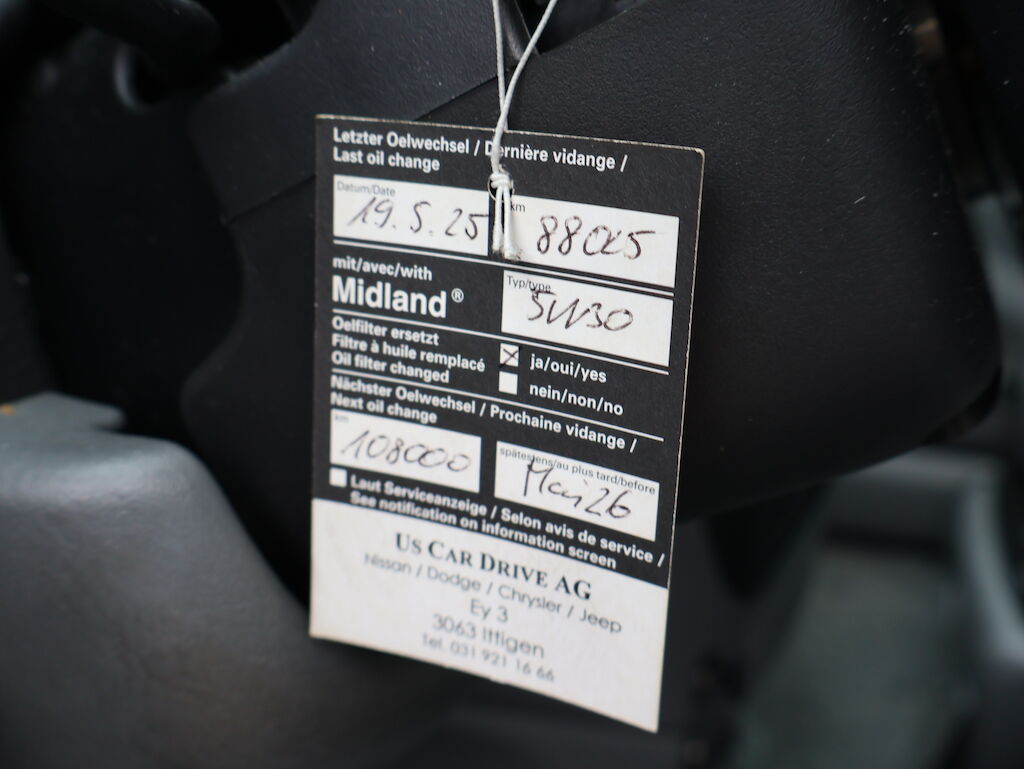 Letzter Oelwechsel / Dernière vidange /
Last oil change
Datum/Date
19.5.25
km
88025
mit/avec/with
Midland®
Typ/type
5W30
Oelfilter ersetzt
Filtre à huile remplacé
Oil filter changed
ja/oui/yes
nein/non/no
Nächster Oelwechsel / Prochaine vidange /
Next oil change
km
108000
spätestens/au plus tard/before
Mai 26
Laut Serviceanzeige / Selon avis de service /
See notification on information screen
US CAR DRIVE AG
Nissan / Dodge / Chrysler / Jeep
Ey 3
3063 Ittigen
Tel. 031 921 16 66